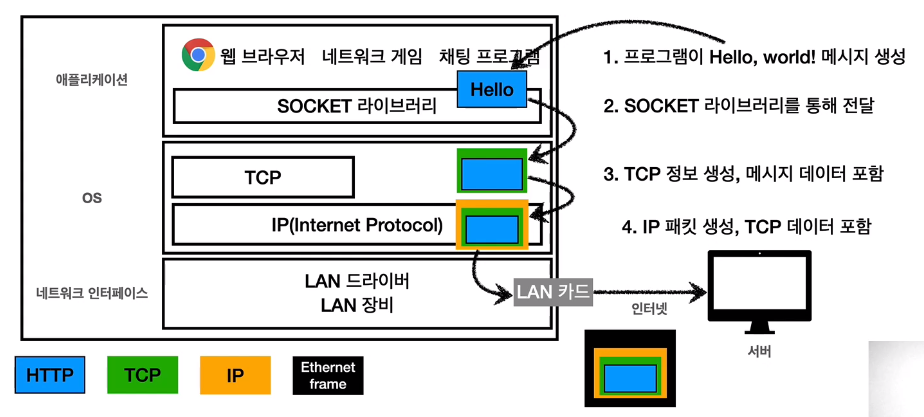 애플리케이션
웹 브라우저 네트워크 게임 채팅 프로그램
Hello
SOCKET 라이브러리
1. 프로그램이 Hello, world! 메시지 생성
2. SOCKET 라이브러리를 통해 전달
OS
TCP
3. TCP 정보 생성, 메시지 데이터 포함
IP(Internet Protocol)
4. IP 패킷 생성, TCP 데이터 포함
네트워크 인터페이스
LAN 드라이버
LAN 장비
LAN 카드
인터넷
서버
HTTP
TCP
IP
Ethernet
frame